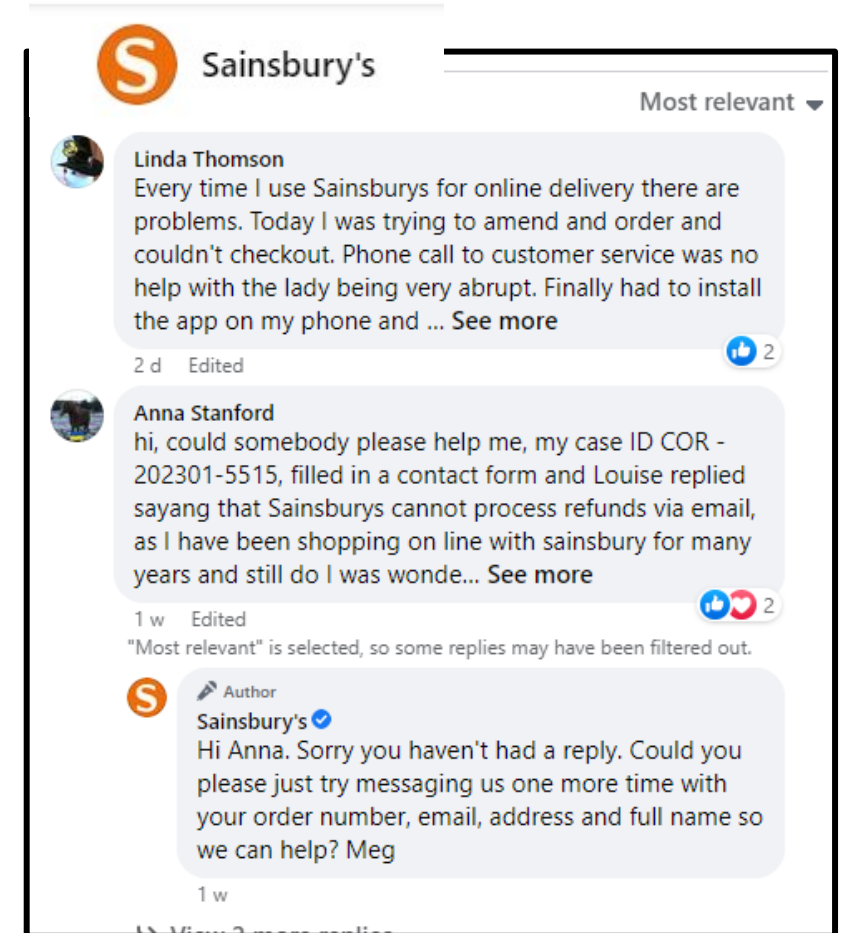 S
Sainsbury's
Most relevant
Linda Thomson
Every time I use Sainsburys for online delivery there are
problems. Today I was trying to amend and order and
couldn't checkout. Phone call to customer service was no
help with the lady being very abrupt. Finally had to install
the app on my phone and ... See more
2
2 d Edited
Anna Stanford
hi, could somebody please help me, my case ID COR -
202301-5515, filled in a contact form and Louise replied
sayang that Sainsburys cannot process refunds via email,
as I have been shopping on line with sainsbury for many
years and still do I was wonde... See more
2
1 w Edited
"Most relevant" is selected, so some replies may have been filtered out.
S
Author
Sainsbury's
Hi Anna. Sorry you haven't had a reply. Could you
please just try messaging us one more time with
your order number, email, address and full name so
we can help? Meg
1 w
View 2 more replies